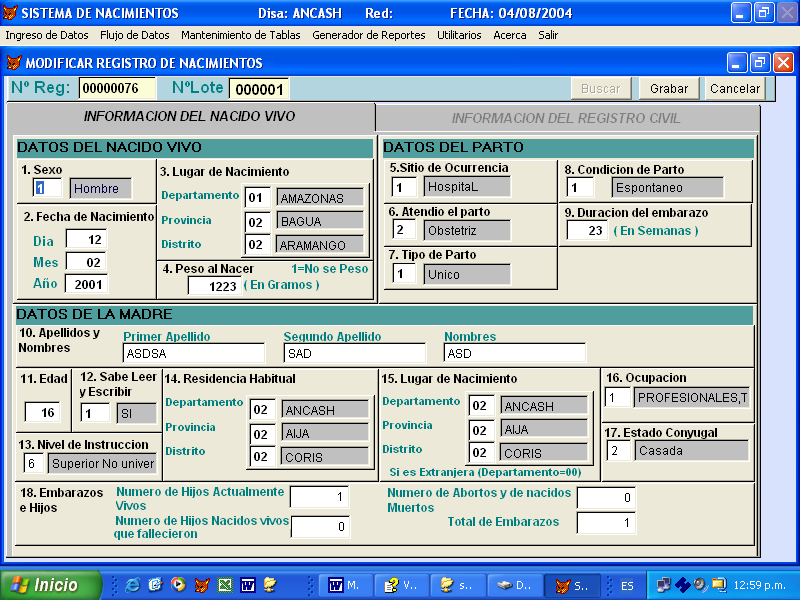 SISTEMA DE NACIMIENTOS Disa: ANCASH Red: FECHA: 04/08/2004
Ingreso de Datos Flujo de Datos Mantenimiento de Tablas Generador de Reportes Utilitarios Acerca Salir
MODIFICAR REGISTRO DE NACIMIENTOS
Nº Reg: 00000076 NºLote 000001 Buscar Grabar Cancelar
INFORMACION DEL NACIDO VIVO INFORMACION DEL REGISTRO CIVIL
DATOS DEL NACIDO VIVO
1. Sexo
1 Hombre
2. Fecha de Nacimiento
Dia 12
Mes 02
Año 2001
3. Lugar de Nacimiento
Departamento 01 AMAZONAS
Provincia 02 BAGUA
Distrito 02 ARAMANGO
4. Peso al Nacer 1=No se Peso
1223 ( En Gramos )
DATOS DEL PARTO
5.Sitio de Ocurrencia
1 HospitaL
6. Atendio el parto
2 Obstetriz
7. Tipo de Parto
1 Unico
8. Condicion de Parto
1 Espontaneo
9. Duracion del embarazo
23 ( En Semanas )
DATOS DE LA MADRE
10. Apellidos y
Nombres
Primer Apellido Segundo Apellido Nombres
ASDSA SAD ASD
11. Edad
16
12. Sabe Leer
y Escribir
1 SI
13. Nivel de Instruccion
6 Superior No univer
14. Residencia Habitual
Departamento 02 ANCASH
Provincia 02 AIJA
Distrito 02 CORIS
15. Lugar de Nacimiento
Departamento 02 ANCASH
Provincia 02 AIJA
Distrito 02 CORIS
Si es Extranjera (Departamento=00)
16. Ocupacion
1 PROFESIONALES,T
17. Estado Conyugal
2 Casada
18. Embarazos
e Hijos
Numero de Hijos Actualmente
Vivos 1
Numero de Hijos Nacidos vivos
que fallecieron 0
Numero de Abortos y de nacidos
Muertos 0
Total de Embarazos 1
Inicio M. V.. s.. D.. S.. ES 12:59 p.m.